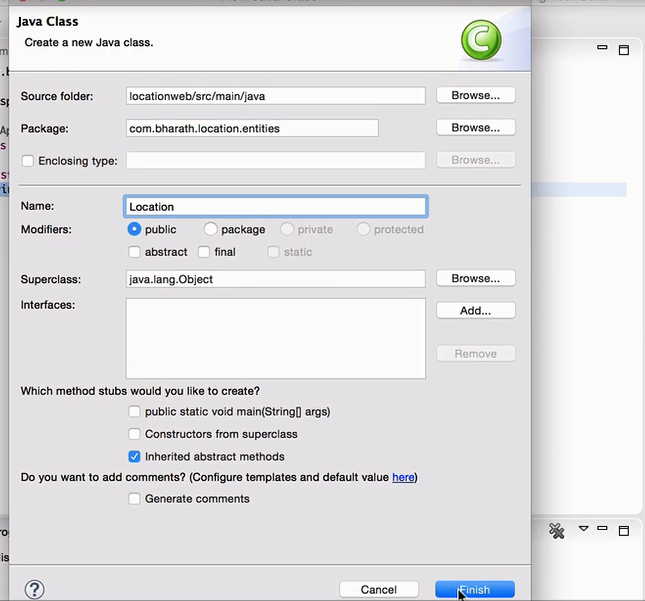 Java Class
Create a new Java class.
Source folder: locationweb/src/main/java Browse...
Package: com.bharath.location.entities Browse...
Enclosing type: Browse...
Name: Location
Modifiers: public package private protected
abstract final static
Superclass: java.lang.Object Browse...
Interfaces: Add...
Remove
Which method stubs would you like to create?
public static void main(String[] args)
Constructors from superclass
Inherited abstract methods
Do you want to add comments? (Configure templates and default value here)
Generate comments
? Cancel Finish